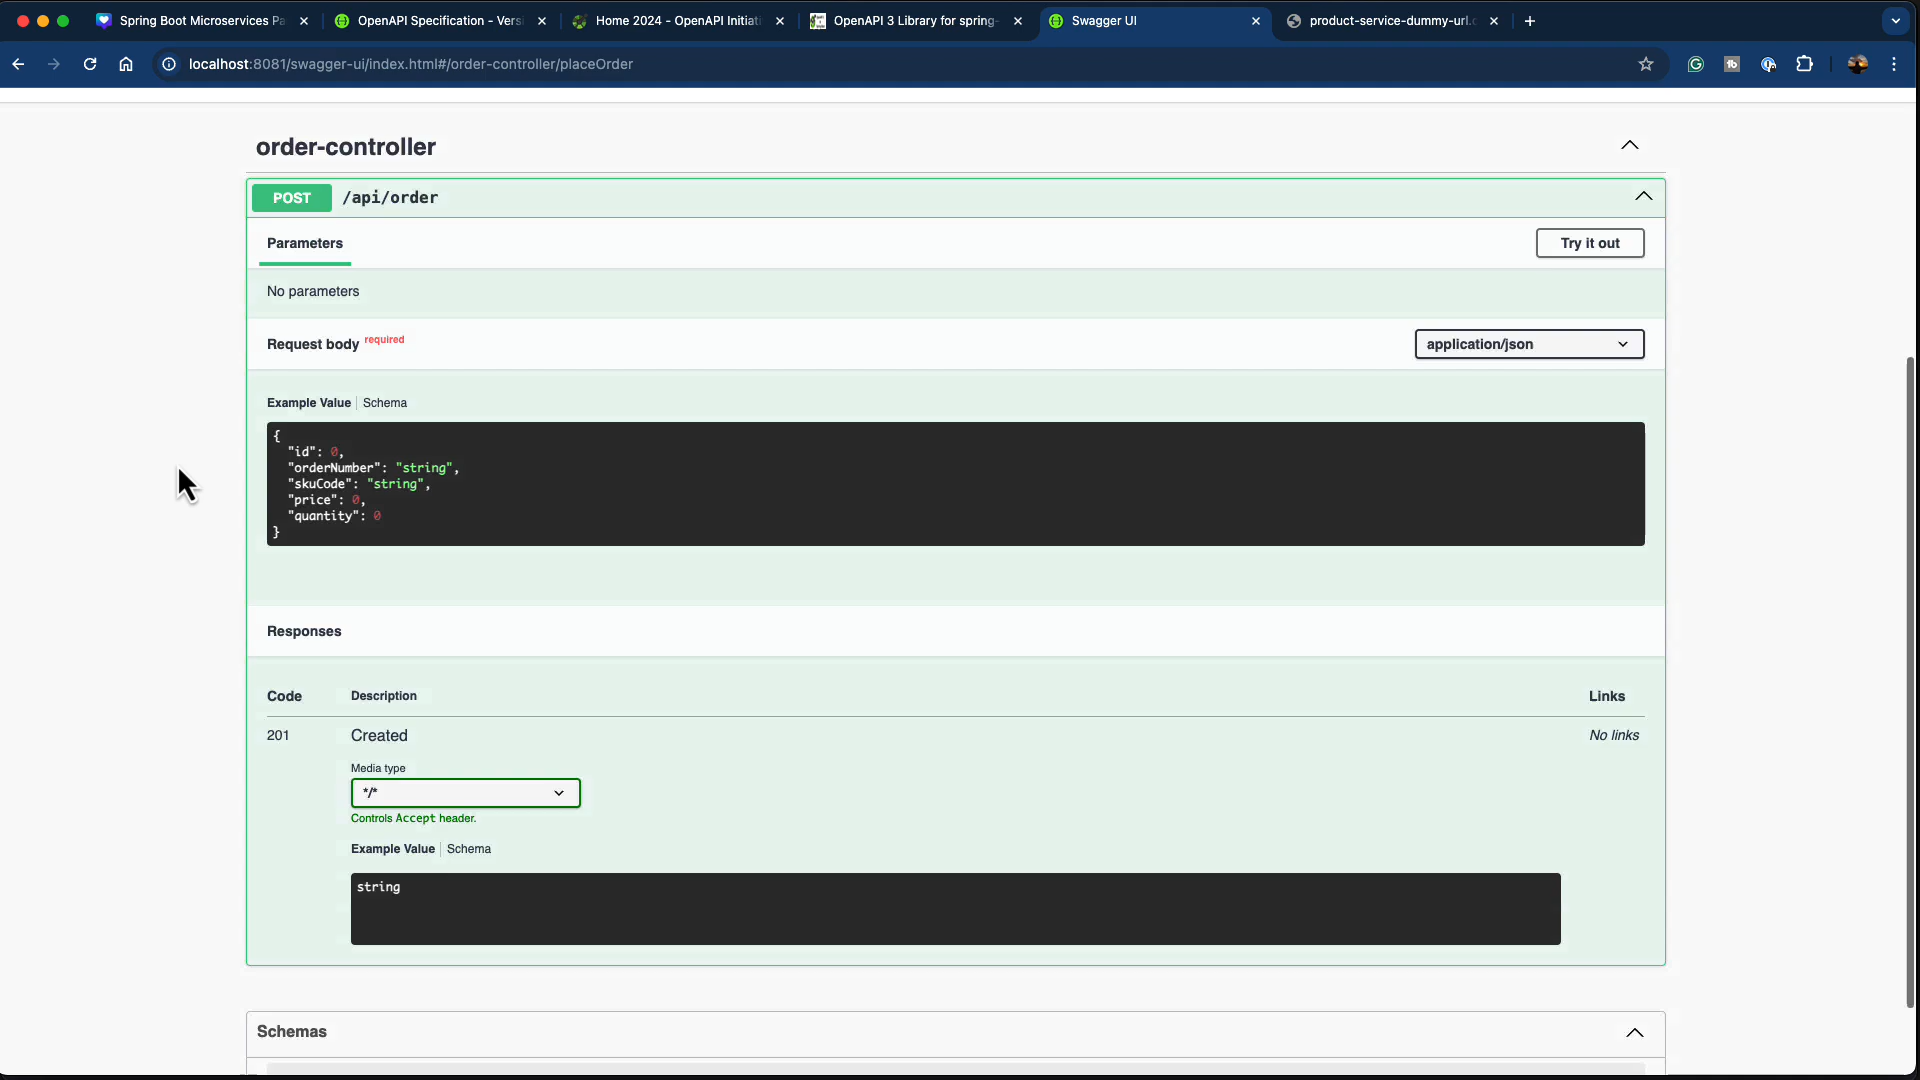 Spring Boot Microservices Pa
OpenAPI Specification - Versi
Home 2024 - OpenAPI Initiati
OpenAPI 3 Library for spring-
Swagger UI
product-service-dummy-url.c
localhost:8081/swagger-ui/index.html#/order-controller/placeOrder
order-controller
POST /api/order
Parameters
Try it out
No parameters
Request body required
application/json
Example Value Schema
{
"id": 0,
"orderNumber": "string",
"skuCode": "string",
"price": 0,
"quantity": 0
}
Responses
Code Description Links
201 Created No links
Media type
*/*
Controls Accept header.
Example Value Schema
string
Schemas